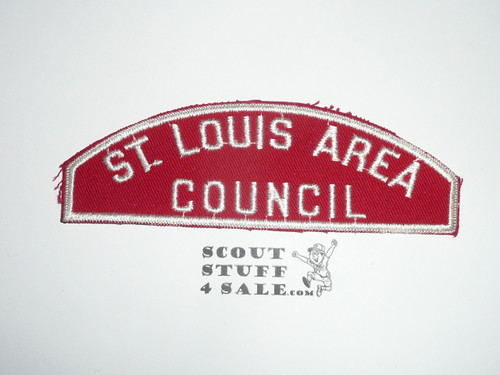 ST. LOUIS AREA
COUNCIL
SCOUT
STUFF
4 SALE.COM